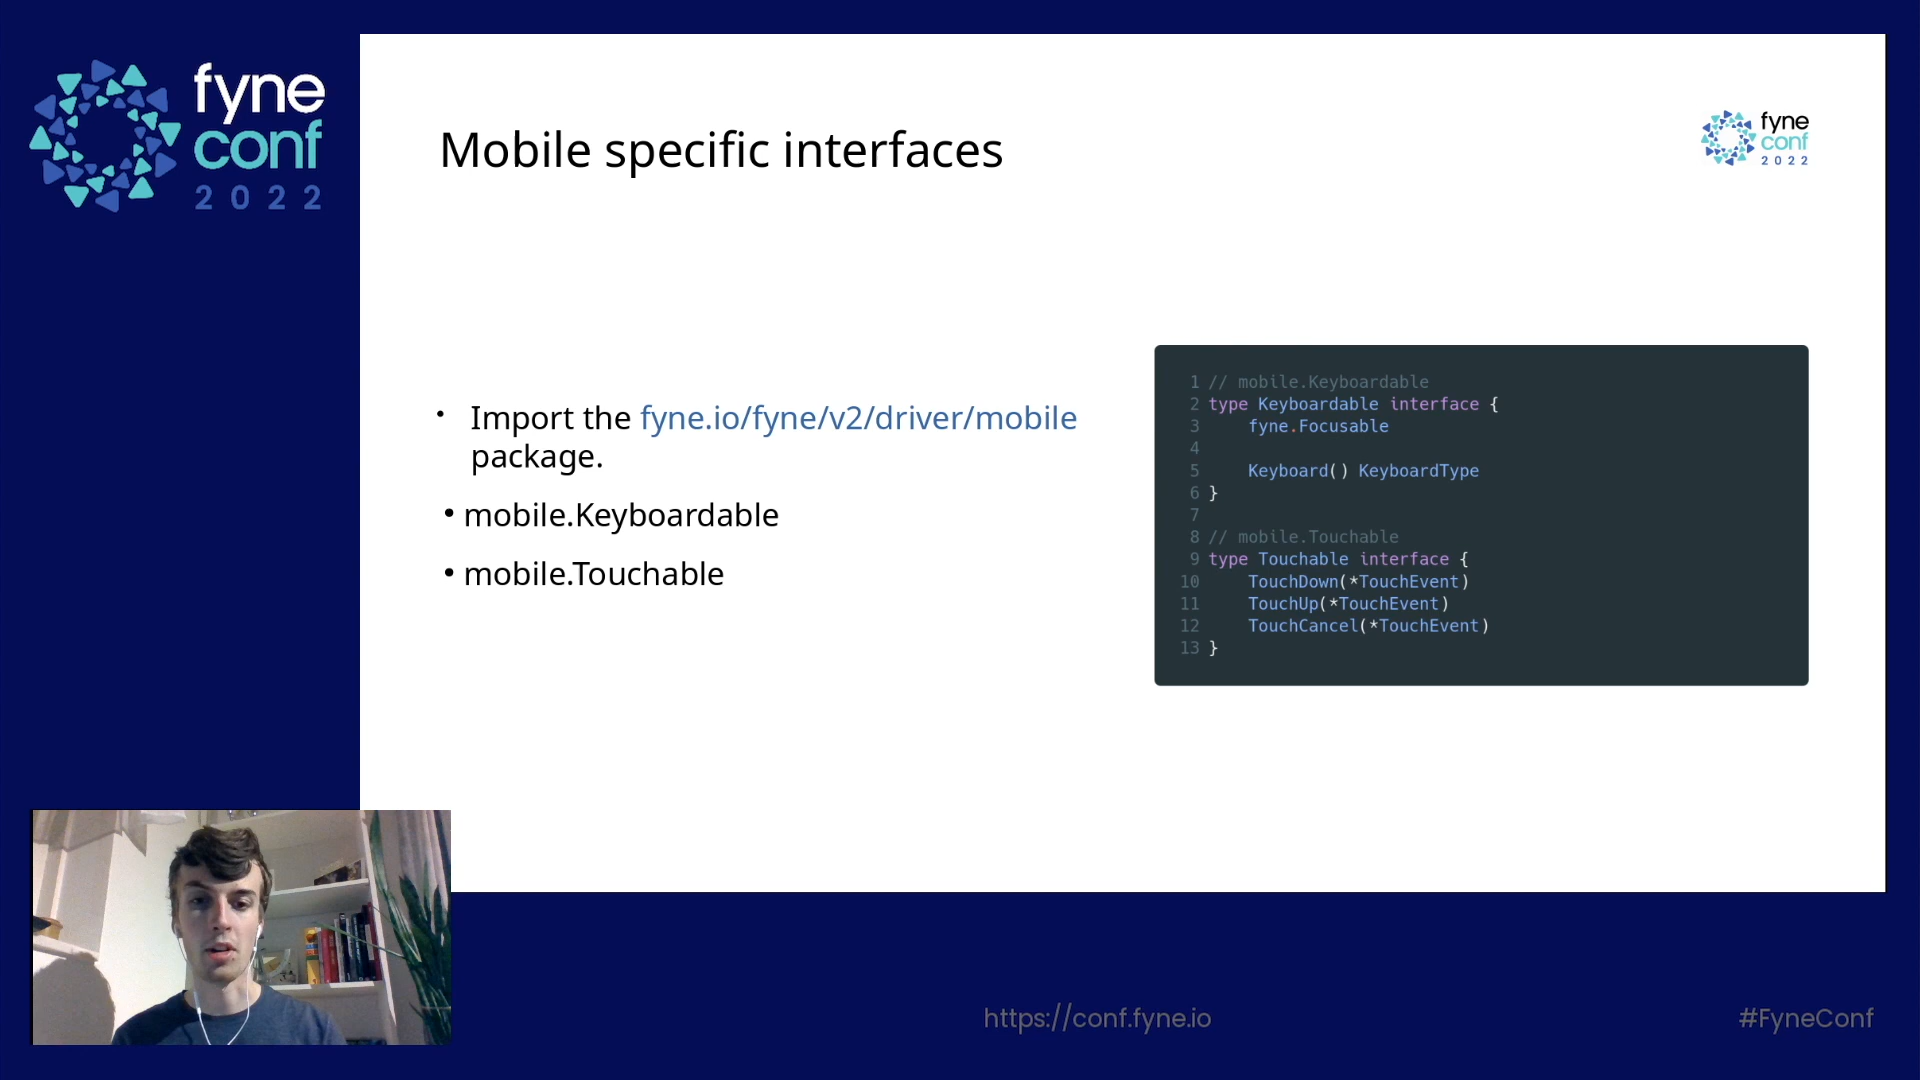 fyne
conf
2022
Mobile specific interfaces
fyne
conf
2022
• Import the fyne.io/fyne/v2/driver/mobile
package.
• mobile.Keyboardable
• mobile.Touchable
1 // mobile.Keyboardable
2 type Keyboardable interface {
3     fyne.Focusable
4
5     Keyboard() KeyboardType
6 }
7
8 // mobile.Touchable
9 type Touchable interface {
10     TouchDown(*TouchEvent)
11     TouchUp(*TouchEvent)
12     TouchCancel(*TouchEvent)
13 }
https://conf.fyne.io
#FyneConf